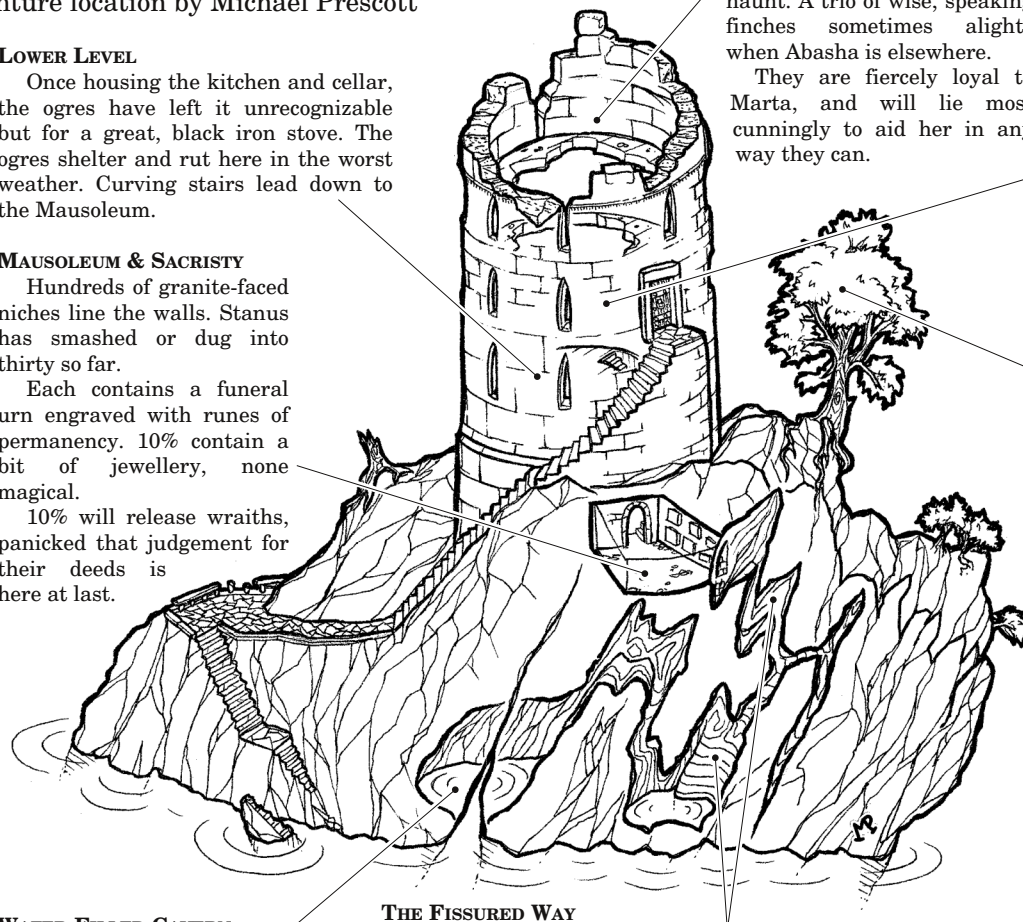 nture location by Michael Prescott
LOWER LEVEL
Once housing the kitchen and cellar,
the ogres have left it unrecognizable
but for a great, black iron stove. The
ogres shelter and rut here in the worst
weather. Curving stairs lead down to
the Mausoleum.
MAUSOLEUM & SACRISTY
Hundreds of granite-faced
niches line the walls. Stanus
has smashed or dug into
thirty so far.
Each contains a funeral
urn engraved with runes of
permanency. 10% contain a
bit of jewellery, none
magical.
10% will release wraiths,
panicked that judgement for
their deeds is
here at last.
haunt. A trio of wise, speaking
finches sometimes alight
when Abasha is elsewhere.
They are fiercely loyal t
Marta, and will lie mos
cunningly to aid her in any
way they can.
MP
THE FISSURED WAY